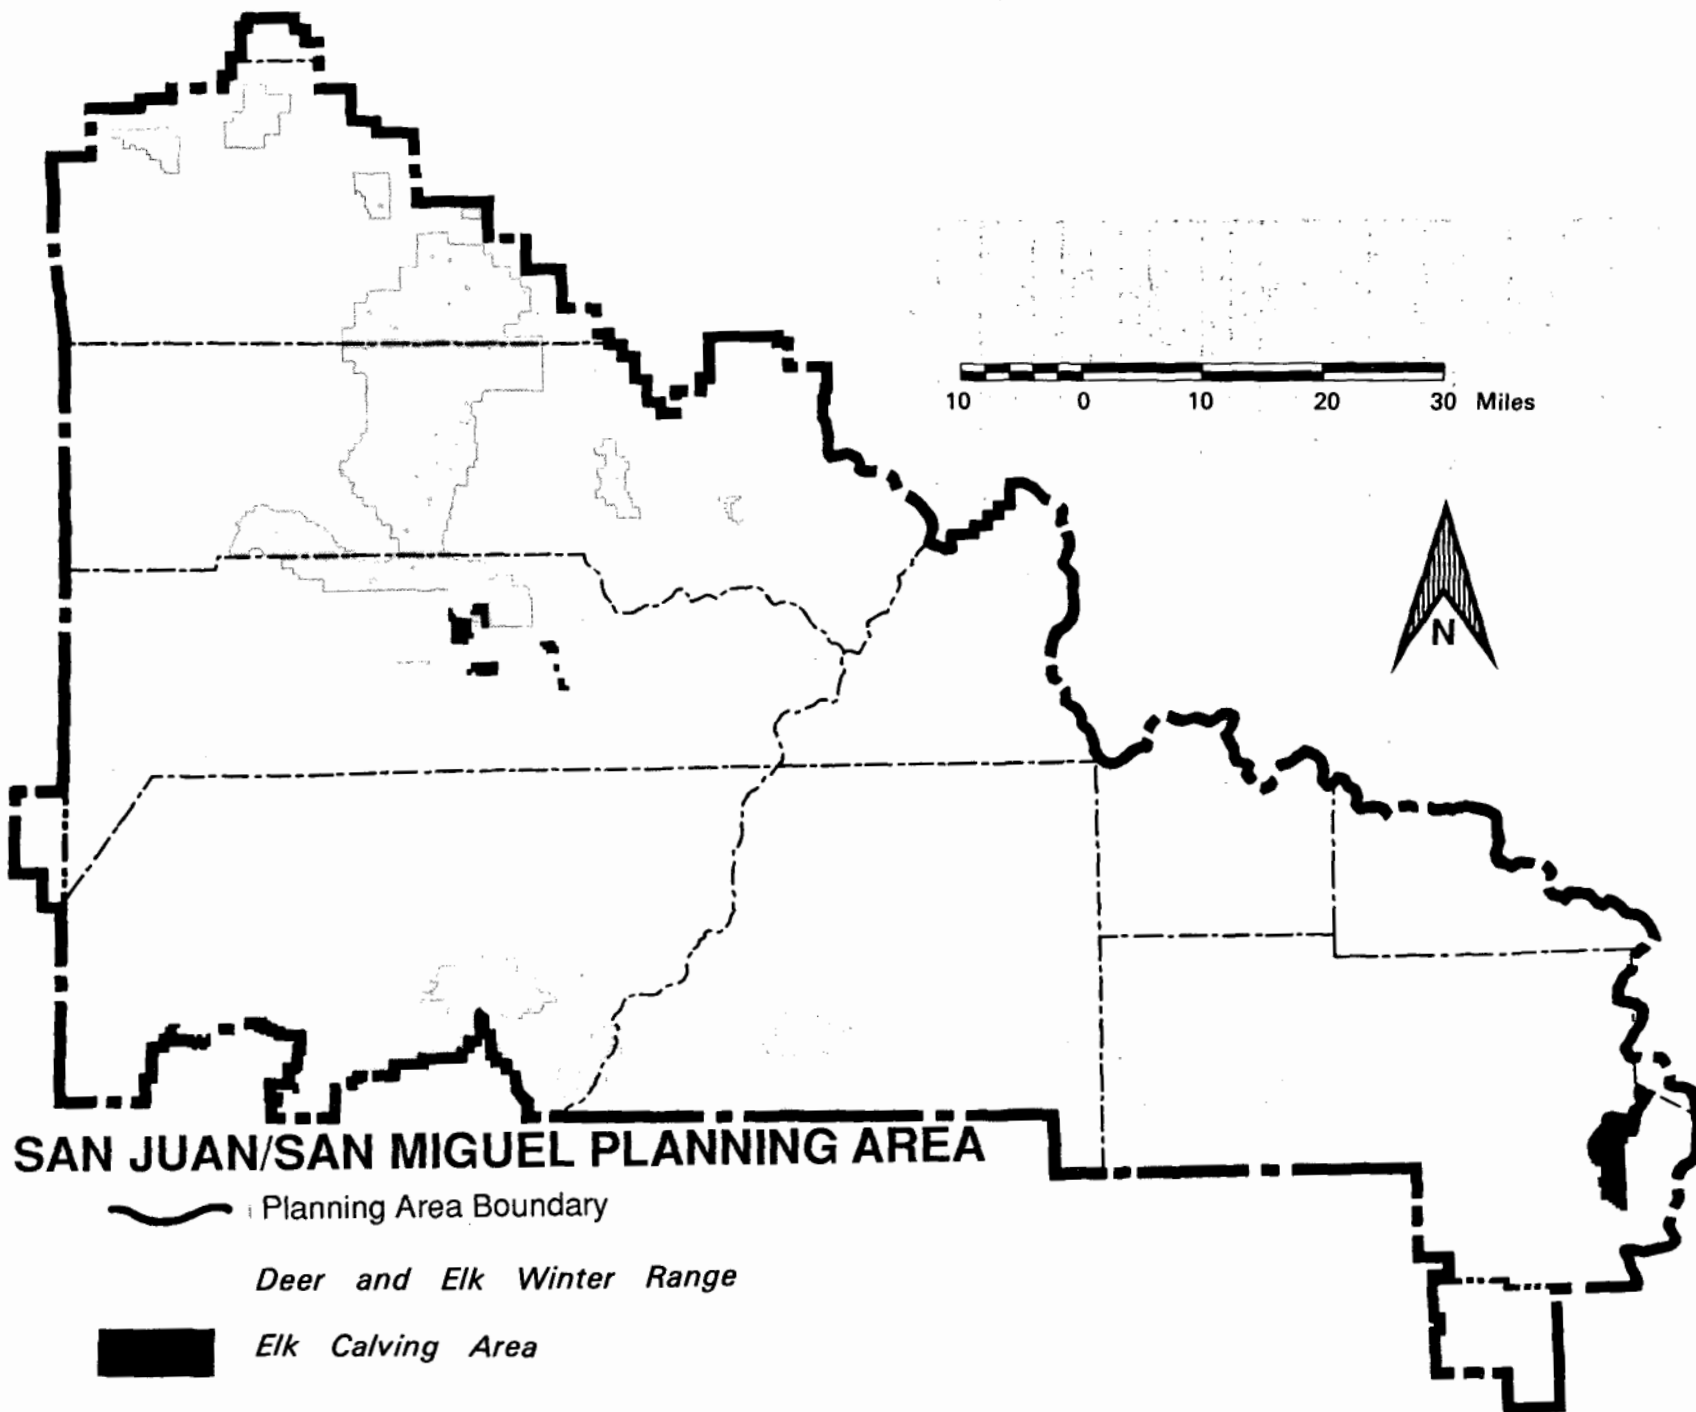 10 0 10 20 30 Miles
N
SAN JUAN/SAN MIGUEL PLANNING AREA
Planning Area Boundary
Deer and Elk Winter Range
Elk Calving Area